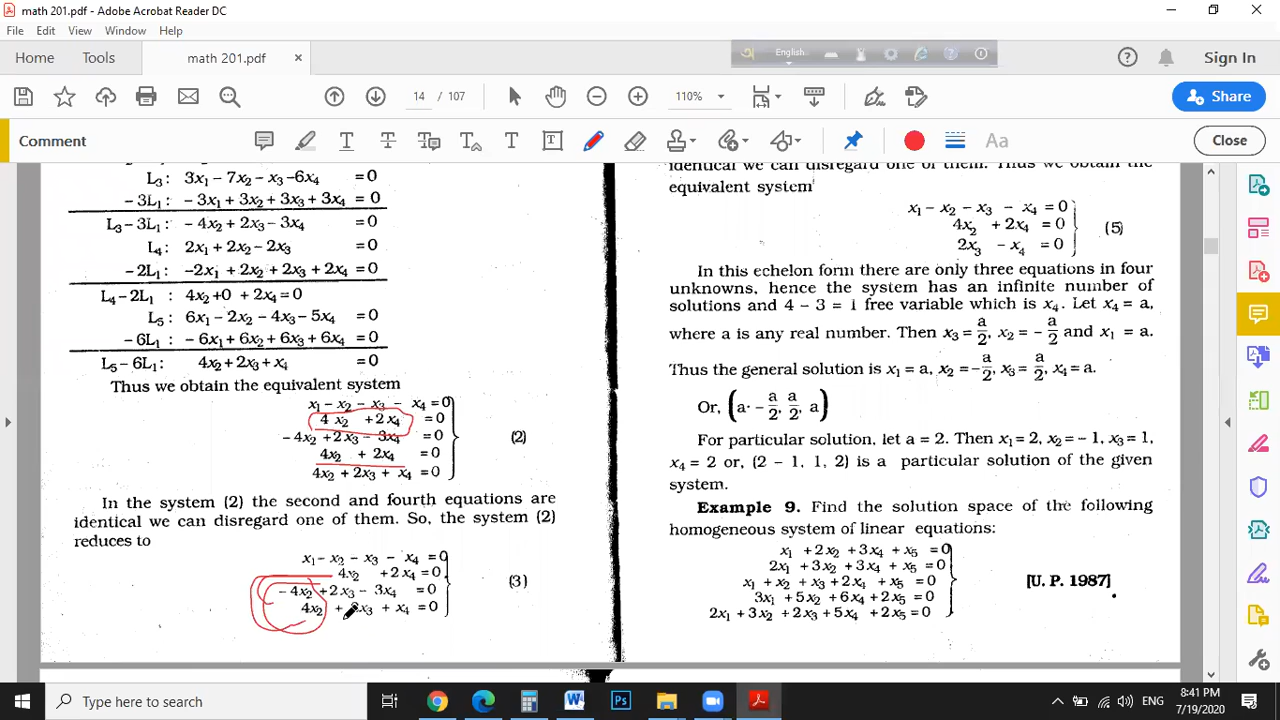 math 201.pdf - Adobe Acrobat Reader DC
File Edit View Window Help
Home Tools math 201.pdf ×
English
Sign In
14 / 107
110%
Share
Comment
Aa
Close
L₃ : 3x₁ – 7x₂ – x₃ –6x₄ =0
– 3L₁ : – 3x₁ + 3x₂ + 3x₃ + 3x₄ = 0
L₃ – 3L₁ : – 4x₂ + 2x₃ – 3x₄ =0
L₄ : 2x₁ + 2x₂ – 2x₃ =0
– 2L₁ : –2x₁ + 2x₂ + 2x₃ + 2x₄ =0
L₄ – 2L₁ : 4x₂ +0 + 2x₄ =0
L₅ : 6x₁ – 2x₂ – 4x₃ – 5x₄ =0
– 6L₁ : – 6x₁ + 6x₂ + 6x₃ + 6x₄ =0
L₅ – 6L₁ : 4x₂ + 2x₃ + x₄ =0
Thus we obtain the equivalent system
x₁ – x₂ – x₃ – x₄ =0
4 x₂ +2 x₄ =0
– 4x₂ + 2x₃ – 3x₄ =0 (2)
4x₂ + 2x₄ =0
4x₂ + 2x₃ + x₄ =0
In the system (2) the second and fourth equations are
identical we can disregard one of them. So, the system (2)
reduces to
x₁ – x₂ – x₃ – x₄ =0
4x₂ +2 x₄ =0
– 4x₂ +2 x₃ – 3x₄ =0 (3)
4x₂ + x₃ + x₄ =0
identical we can disregard one of them. Thus we obtain the
equivalent system
x₁ – x₂ – x₃ – x₄ = 0
4x₂ + 2x₄ = 0 (5)
2x₃ – x₄ = 0
In this echelon form there are only three equations in four
unknowns, hence the system has an infinite number of
solutions and 4 – 3 = 1 free variable which is x₄. Let x₄ = a,
where a is any real number. Then x₃ = a/2, x₂ = – a/2 and x₁ = a.
Thus the general solution is x₁ = a, x₂ = –a/2, x₃ = a/2, x₄ = a.
Or, (a · – a/2, a/2, a)
For particular solution, let a = 2. Then x₁ = 2, x₂ = – 1, x₃ = 1,
x₄ = 2 or, (2 – 1, 1, 2) is a particular solution of the given
system.
Example 9. Find the solution space of the following
homogeneous system of linear equations:
x₁ + 2x₂ + 3x₄ + x₅ =0
2x₁ + 3x₂ + 3x₄ + x₅ =0
x₁ + x₂ + x₃ + 2x₄ + x₅ =0 [U. P. 1987]
3x₁ + 5x₂ + 6x₄ + 2x₅ =0
2x₁ + 3x₂ + 2x₃ + 5x₄ + 2x₅ =0
Type here to search
ENG
8:41 PM
7/19/2020